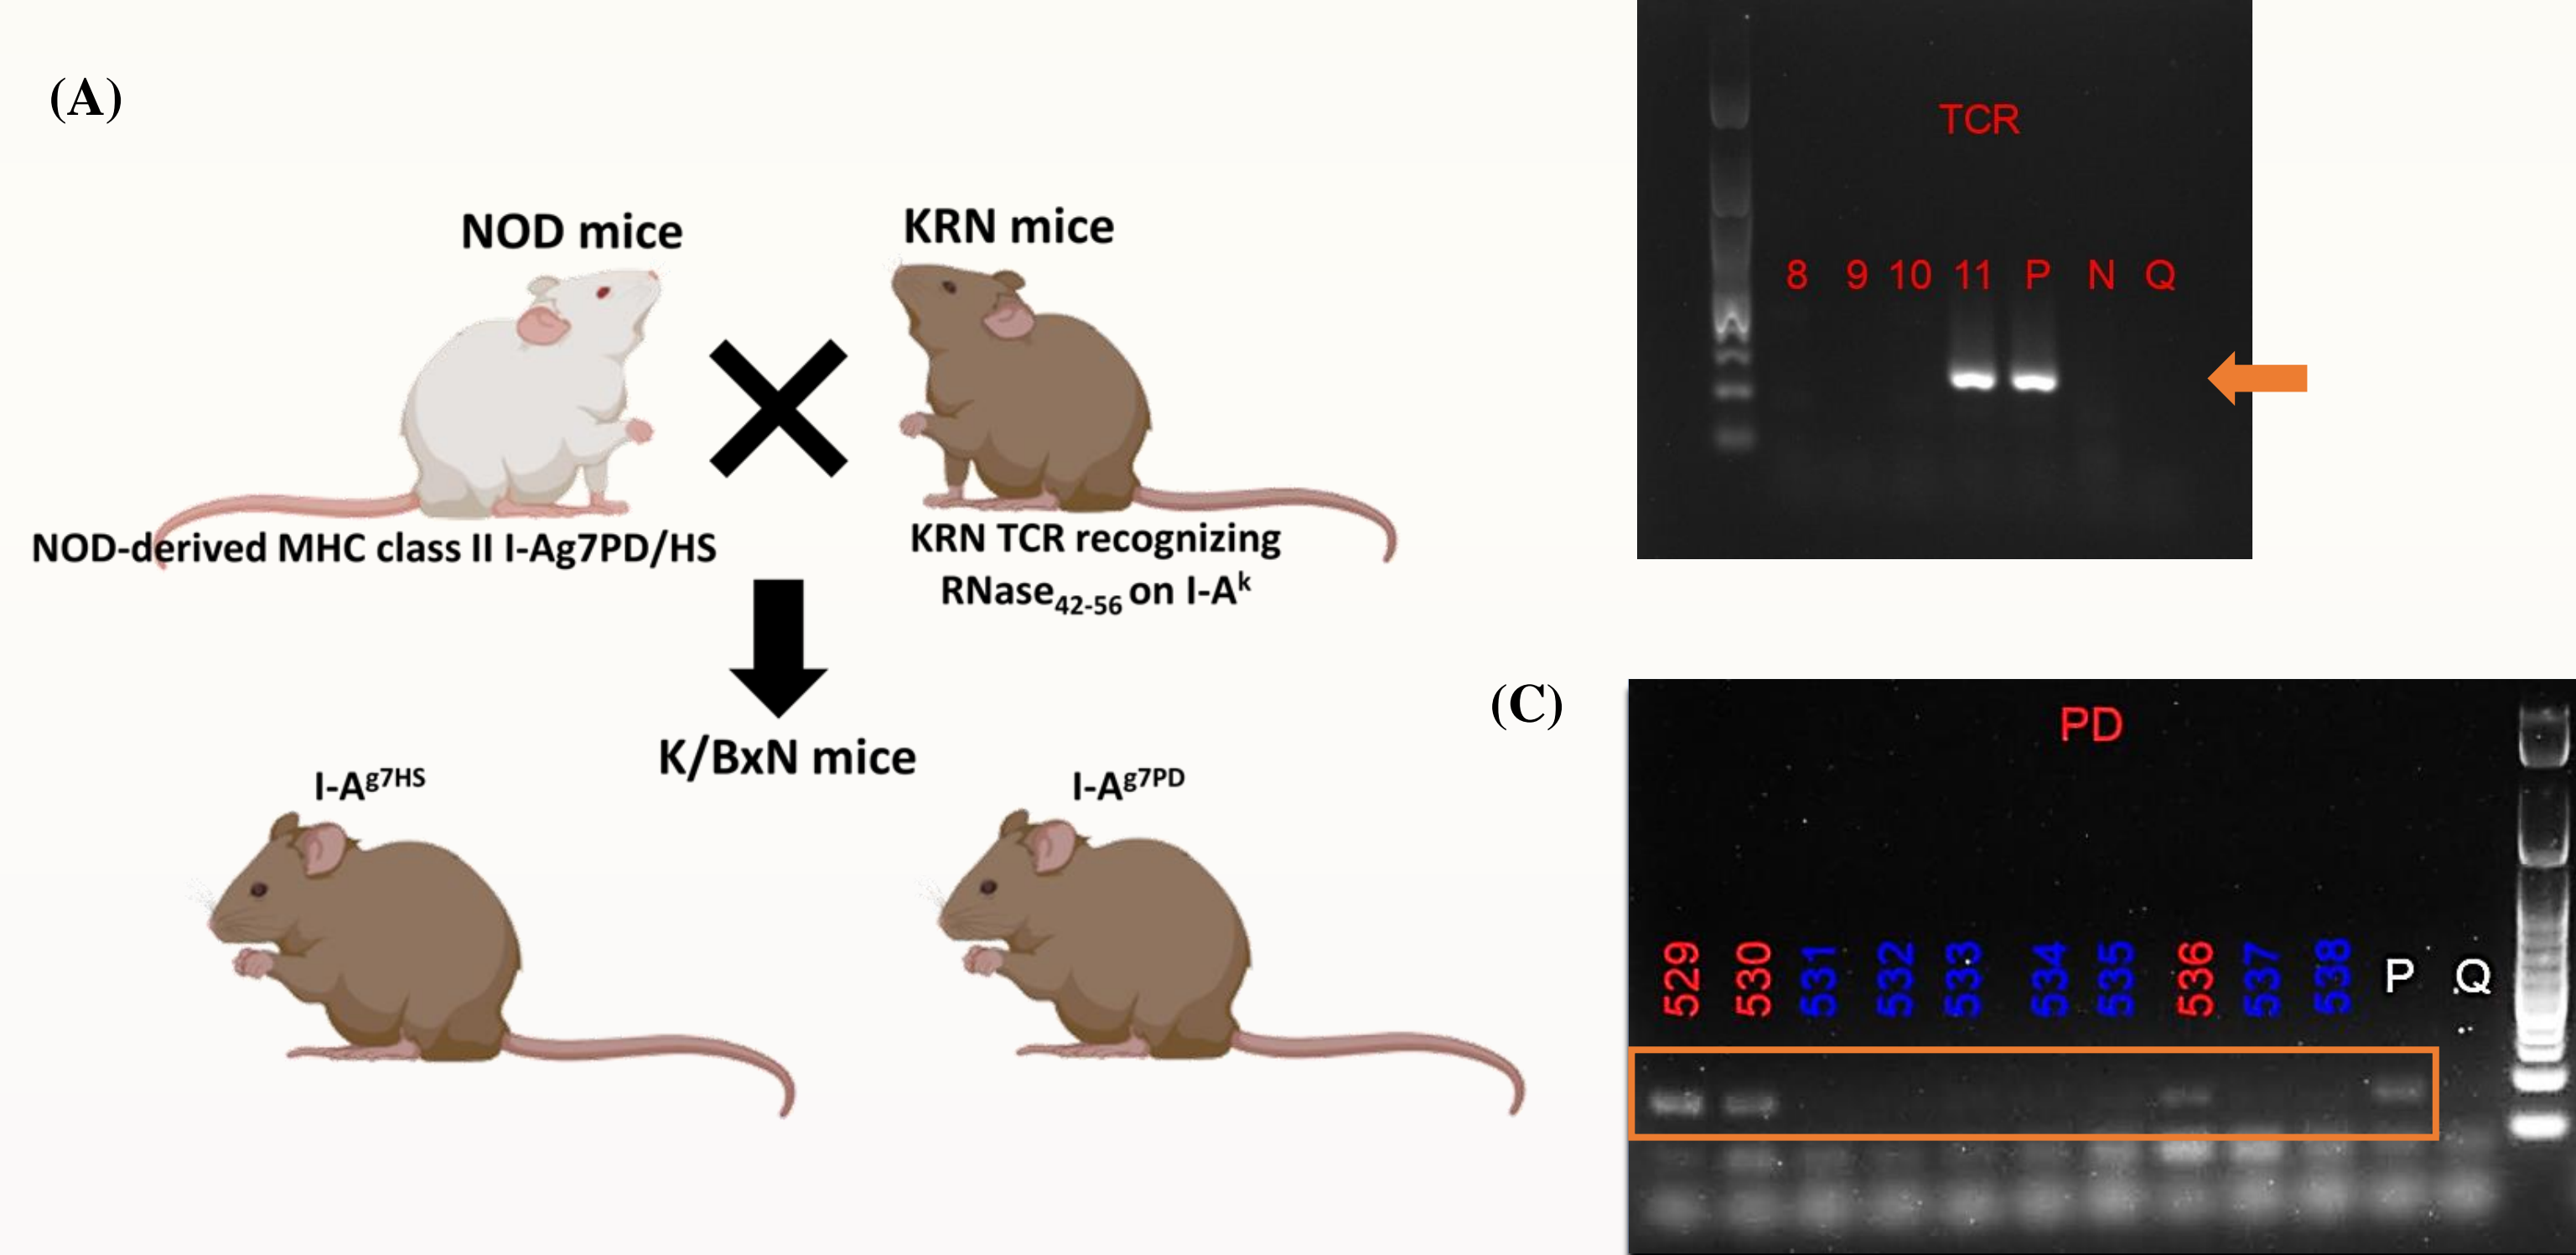 (A)
NOD mice
KRN mice
NOD-derived MHC class II I-Ag7PD/HS
KRN TCR recognizing
RNase42-56 on I-Ak
K/BxN mice
I-Ag7HS
I-Ag7PD
TCR
8 9 10 11 P N Q
(C)
PD
529 530 531 532 533 534 535 536 537 538 P Q